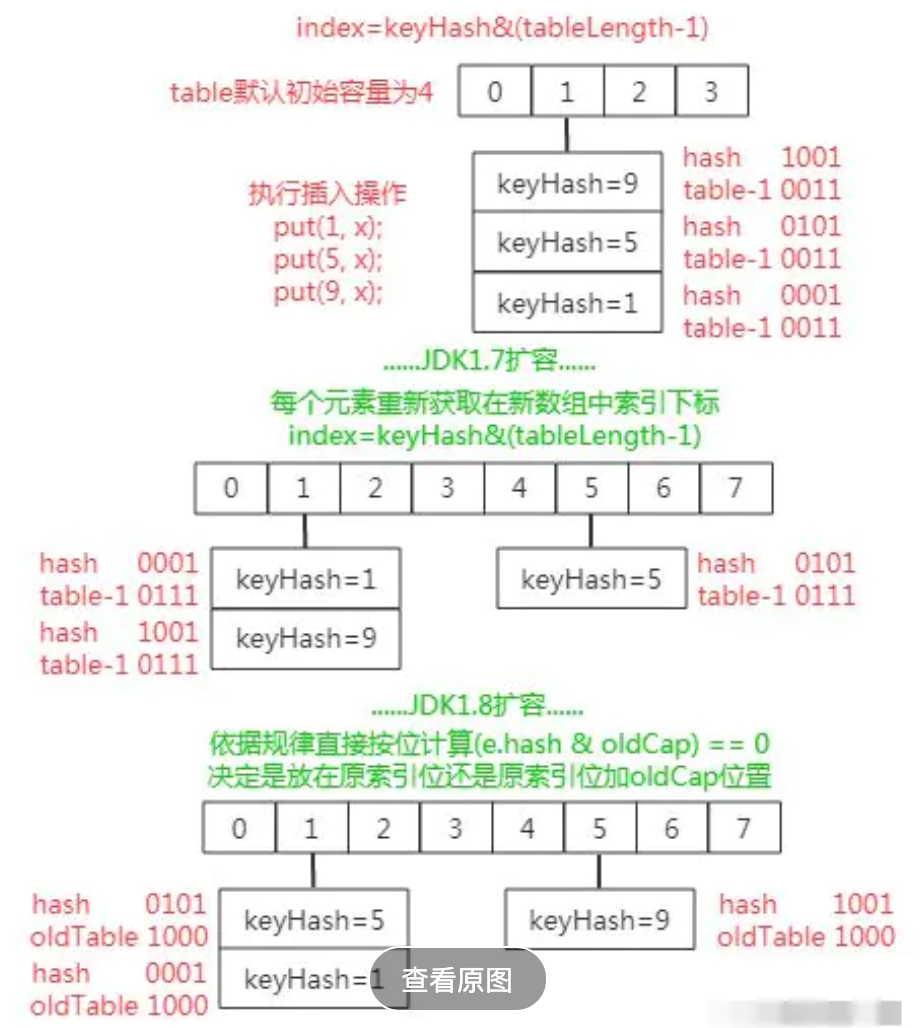 index=keyHash&(tableLength-1)
table默认初始容量为4
0 1 2 3
执行插入操作
put(1, x);
put(5, x);
put(9, x);
keyHash=9
hash 1001
table-1 0011
keyHash=5
hash 0101
table-1 0011
keyHash=1
hash 0001
table-1 0011
......JDK1.7扩容......
每个元素重新获取在新数组中索引下标
index=keyHash&(tableLength-1)
0 1 2 3 4 5 6 7
hash 0001
table-1 0111
keyHash=1
hash 1001
table-1 0111
keyHash=9
keyHash=5
hash 0101
table-1 0111
......JDK1.8扩容......
依据规律直接按位计算(e.hash & oldCap) == 0
决定是放在原索引位还是原索引位加oldCap位置
0 1 2 3 4 5 6 7
hash 0101
oldTable 1000
keyHash=5
hash 0001
oldTable 1000
keyHash=1
keyHash=9
hash 1001
oldTable 1000
查看原图